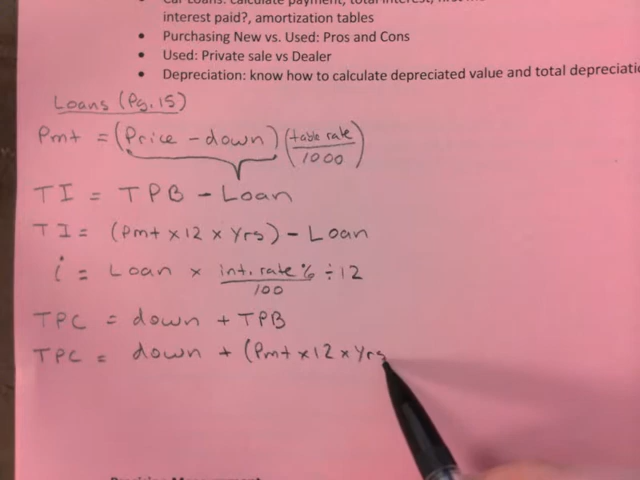 interest paid?, amortization tables
• Purchasing New vs. Used: Pros and Cons
• Used: Private sale vs Dealer
• Depreciation: know how to calculate depreciated value and total depreciatio
Loans (Pg. 15)
Pmt = (Price - down) (table rate / 1000)
TI = TPB - Loan
TI = (Pmt x 12 x Yrs) - Loan
i = Loan x int. rate % / 100 ÷ 12
TPC = down + TPB
TPC = down + (Pmt x 12 x Yrs